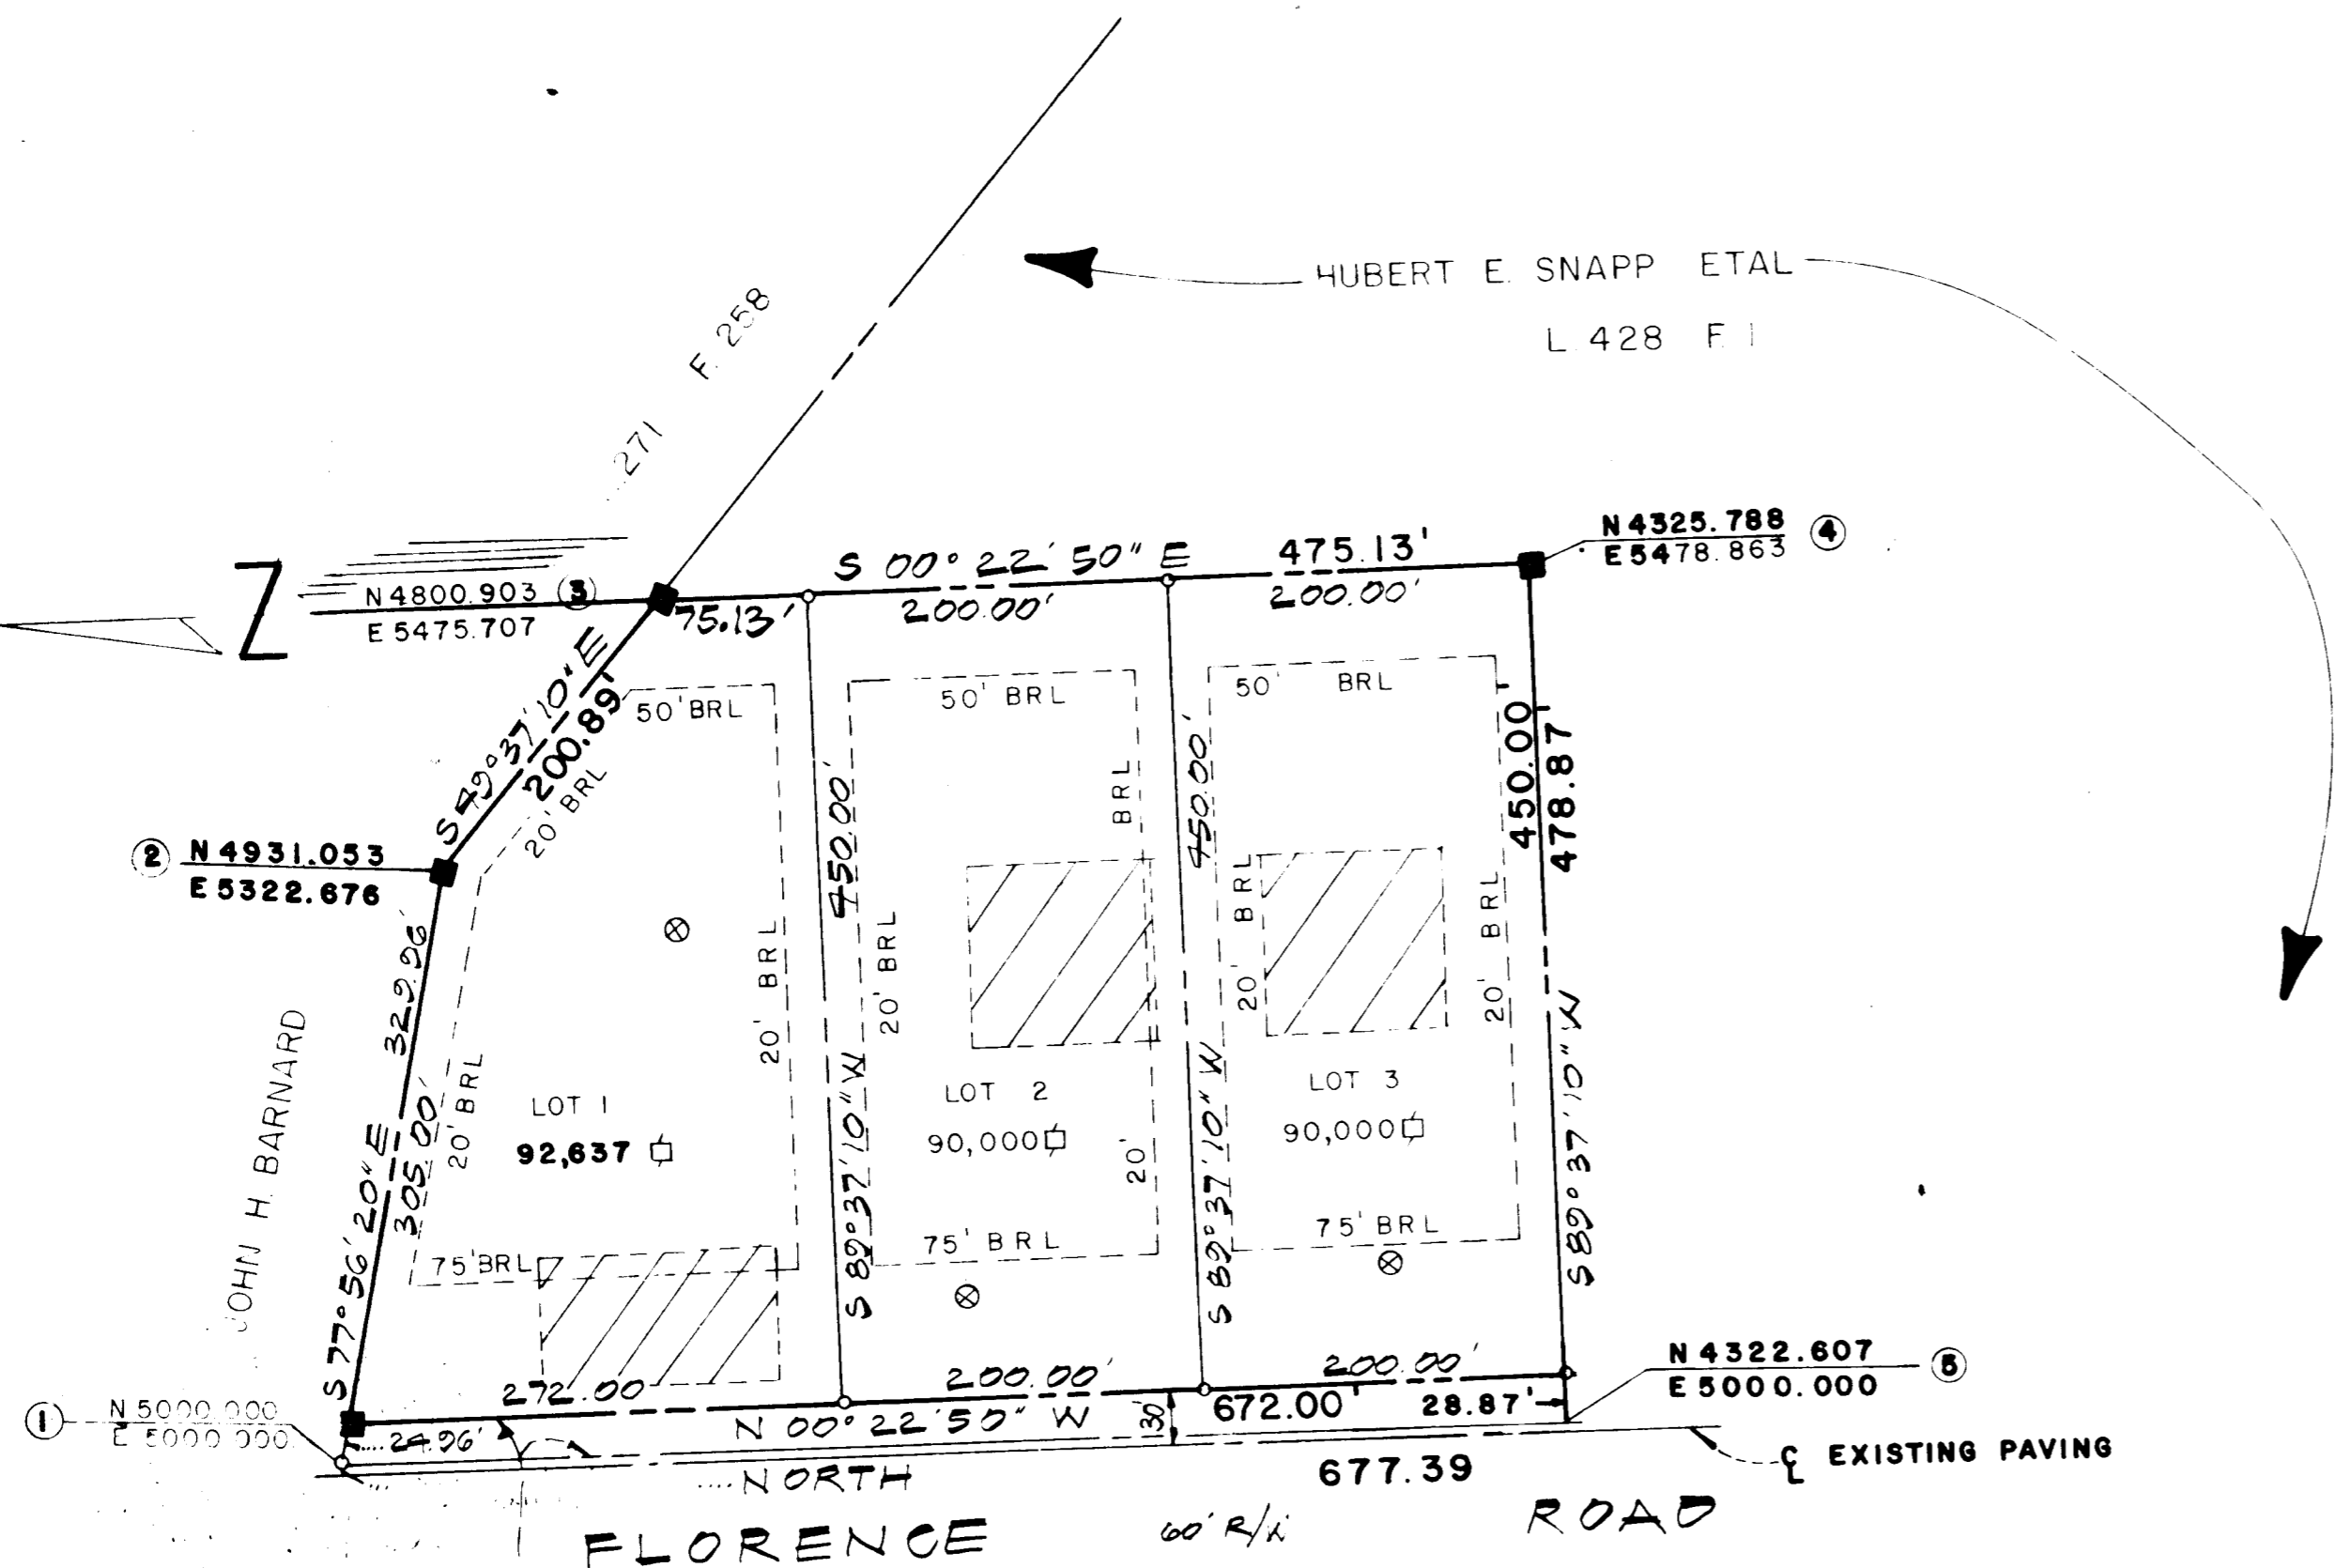 HUBERT E. SNAPP ETAL
L. 428 F. 1
271 F. 258
N 4325.788
E 5478.863
4
S 00° 22' 50" E 475.13'
75.13' 200.00' 200.00'
N 4800.903
E 5475.707
3
Z
S 49° 37' 10" E
200.89'
20' BRL
50' BRL
50' BRL
50' BRL
2
N 4931.053
E 5322.676
S 77° 56' 20" E 329.96'
305.00'
20' BRL
JOHN H. BARNARD
20' BRL
LOT 1
92,637
75' BRL
450.00'
S 89° 37' 10" W
20' BRL
BRL
20'
LOT 2
90,000
75' BRL
450.00'
S 89° 37' 10" W
20' BRL
20' BRL
LOT 3
90,000
75' BRL
450.00'
478.87'
S 89° 37' 10" W
1
N 5000.000
E 5000.000
24.96'
272.00 200.00' 200.00'
N 00° 22' 50" W 672.00'
30'
28.87'
N 4322.607
E 5000.000
5
NORTH 677.39
℄ EXISTING PAVING
FLORENCE ROAD
60' R/